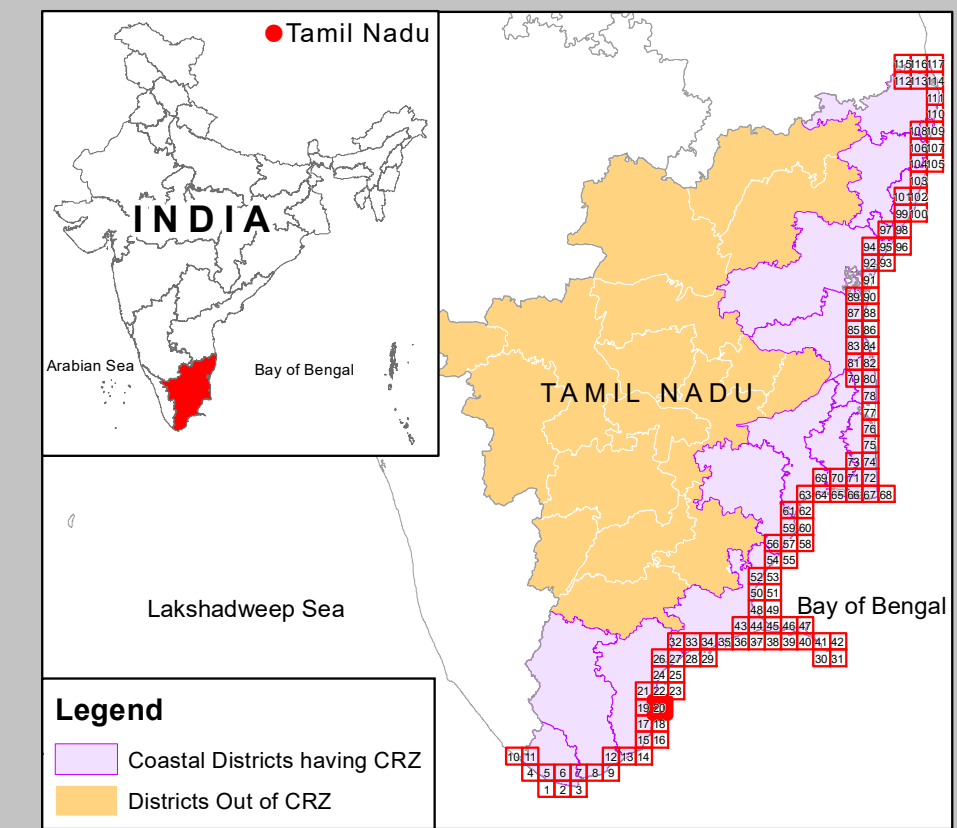 Tamil Nadu
INDIA
Arabian Sea
Bay of Bengal
TAMIL NADU
Lakshadweep Sea
Bay of Bengal
115 116 117
112 113 114
111
110
108 109
106 107
104 105
103
101 102
99 100
97 98
94 95 96
92 93
91
89 90
87 88
85 86
83 84
81 82
79 80
78
77
76
75
73 74
69 70 71 72
63 64 65 66 67 68
61 62
59 60
56 57 58
54 55
52 53
50 51
48 49
43 44 45 46 47
32 33 34 35 36 37 38 39 40 41 42
26 27 28 29 30 31
24 25
21 22 23
19 20
17 18
15 16
10 11 12 13 14
4 5 6 7 8 9
1 2 3
Legend
Coastal Districts having CRZ
Districts Out of CRZ